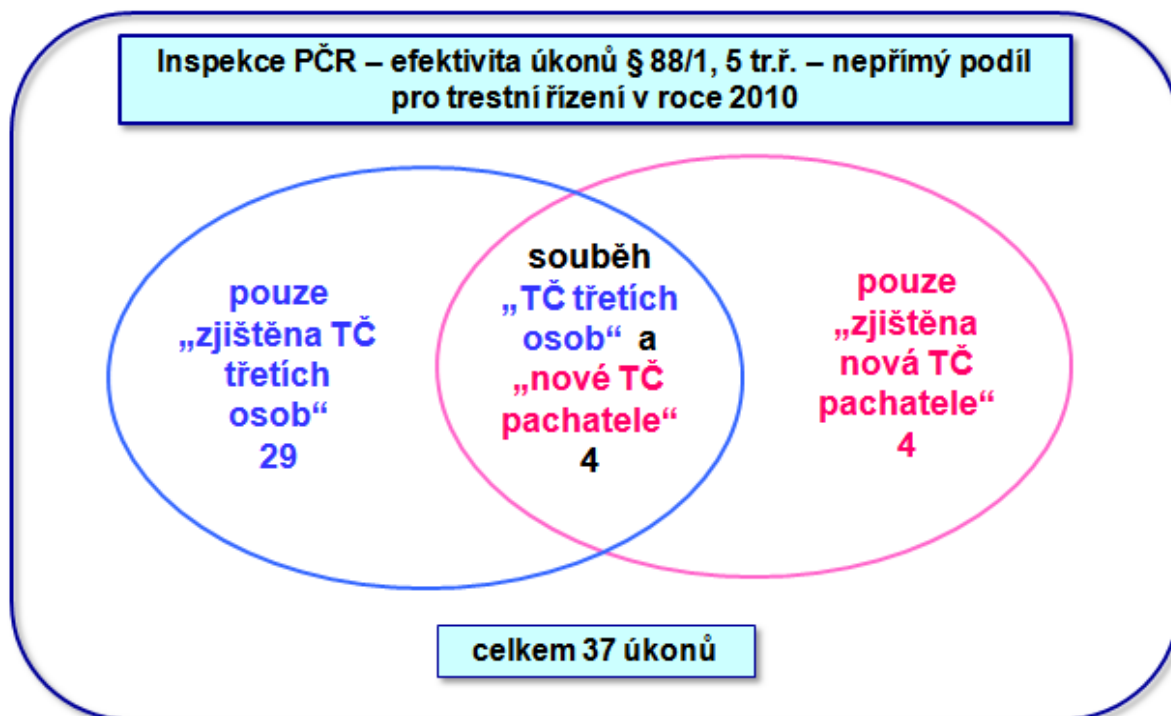 Inspekce PČR – efektivita úkonů § 88/1, 5 tr.ř. – nepřímý podíl
pro trestní řízení v roce 2010
pouze
„zjištěna TČ
třetích
osob“
29
souběh
„TČ třetích
osob“ a
„nové TČ
pachatele“
4
pouze
„zjištěna
nová TČ
pachatele“
4
celkem 37 úkonů